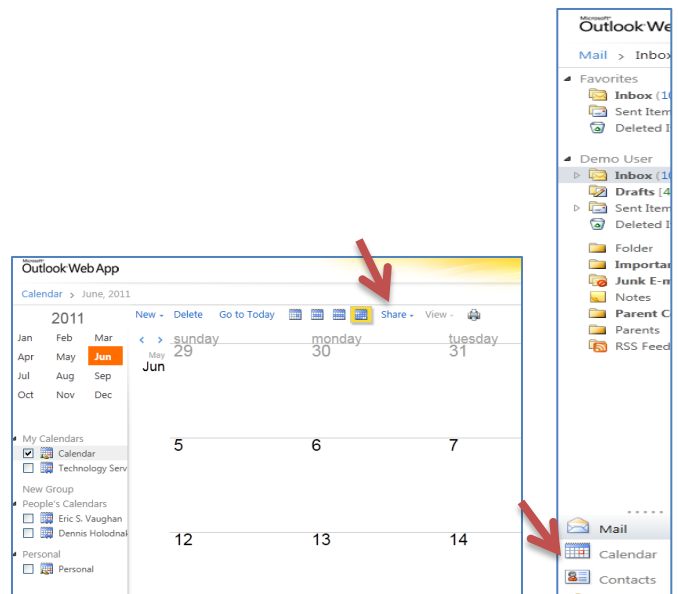 Microsoft®
Outlook Web App
Calendar > June, 2011
2011
Jan Feb Mar
Apr May Jun
Jul Aug Sep
Oct Nov Dec
My Calendars
Calendar
Technology Serv
New Group
People's Calendars
Eric S. Vaughan
Dennis Holodnak
Personal
Personal
New Delete Go to Today Share View
sunday monday tuesday
May 29 30 31
Jun
5 6 7
12 13 14
Microsoft®
Outlook We
Mail > Inbox
Favorites
Inbox (10
Sent Item
Deleted I
Demo User
Inbox (10
Drafts [4
Sent Item
Deleted I
Folder
Importan
Junk E-m
Notes
Parent C
Parents
RSS Feed
Mail
Calendar
Contacts